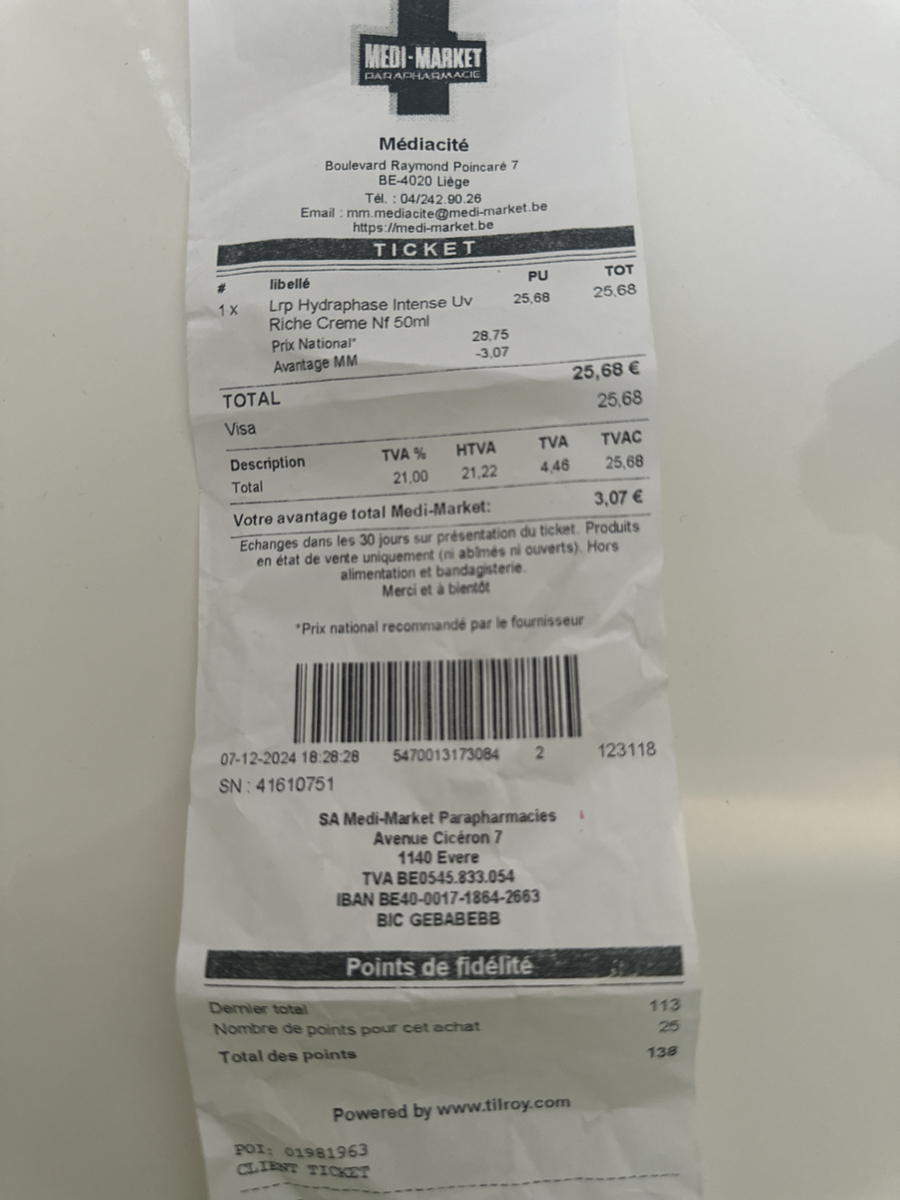 MEDI-MARKET
PARAPHARMACIE
Médiacité
Boulevard Raymond Poincaré 7
BE-4020 Liège
Tél. : 04/242.90.26
Email : mm.mediacite@medi-market.be
https://medi-market.be
TICKET
# libellé PU TOT
1 x Lrp Hydraphase Intense Uv 25,68 25,68
Riche Creme Nf 50ml
Prix National* 28,75
Avantage MM -3,07
TOTAL 25,68 €
Visa 25,68
Description TVA % HTVA TVA TVAC
Total 21,00 21,22 4,46 25,68
Votre avantage total Medi-Market: 3,07 €
Echanges dans les 30 jours sur présentation du ticket. Produits
en état de vente uniquement (ni abîmés ni ouverts). Hors
alimentation et bandagisterie.
Merci et à bientôt
*Prix national recommandé par le fournisseur
07-12-2024 18:28:28 5470013173084 2 123118
SN : 41610751
SA Medi-Market Parapharmacies
Avenue Cicéron 7
1140 Evere
TVA BE0545.833.054
IBAN BE40-0017-1864-2663
BIC GEBABEBB
Points de fidélité
Dernier total 113
Nombre de points pour cet achat 25
Total des points 138
Powered by www.tilroy.com
POI: 01981963
CLIENT TICKET